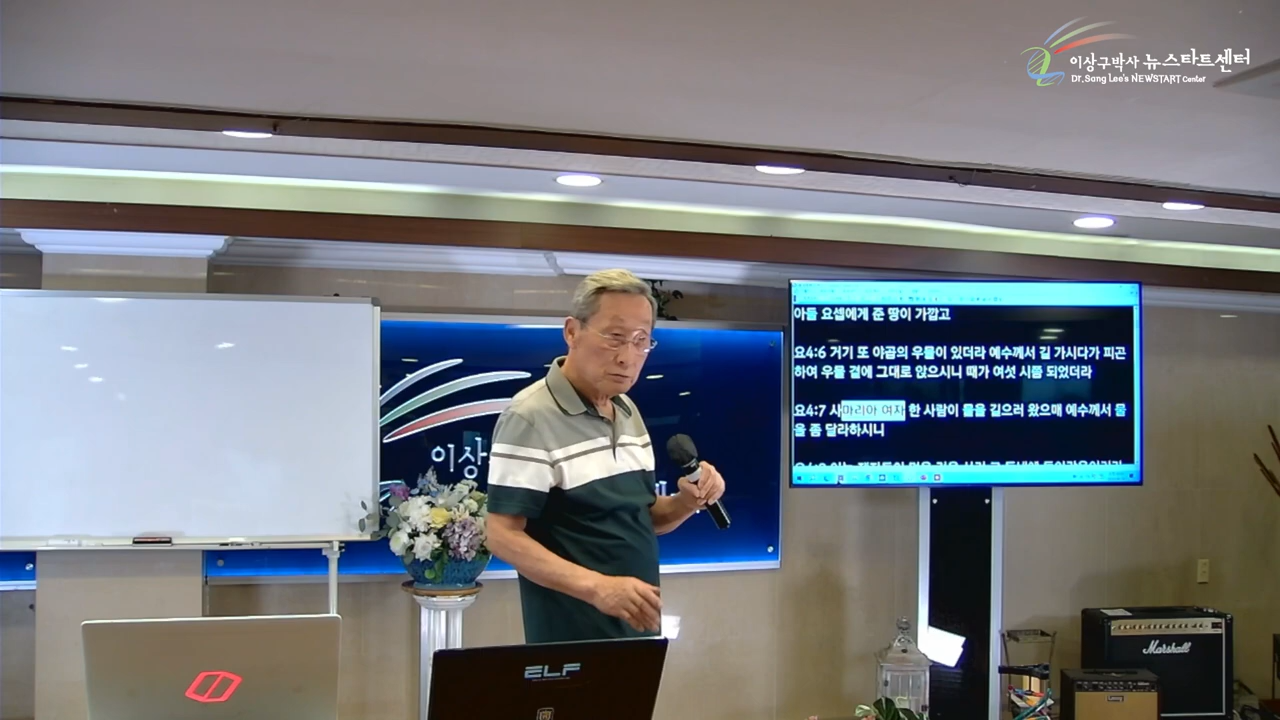 이상구박사 뉴스타트센터
Dr. Sang Lee's NEWSTART Center
아들 요셉에게 준 땅이 가깝고
요4:6 거기 또 야곱의 우물이 있더라 예수께서 길 가시다가 피곤
하여 우물 곁에 그대로 앉으시니 때가 여섯 시쯤 되었더라
요4:7 사마리아 여자 한 사람이 물을 길으러 왔으매 예수께서 물
을 좀 달라하시니
이상
ELF
Marshall
Laney